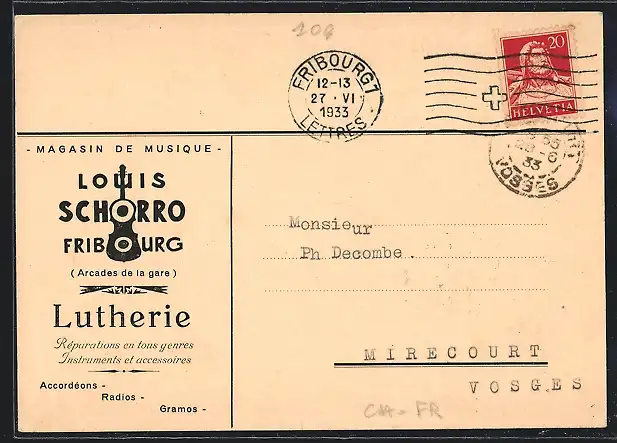 109
FRIBOURG 1
12-13
27 · VI
1933
LETTRES
20
HELVETIA
33
VOSGES
- MAGASIN DE MUSIQUE -
LOUIS
SCHORRO
FRIBOURG
(Arcades de la gare)
Lutherie
Réparations en tous genres
Instruments et accessoires
Accordéons -
Radios -
Gramos -
Monsieur
Ph Decombe.
MIRECOURT
VOSGES
CH - FR